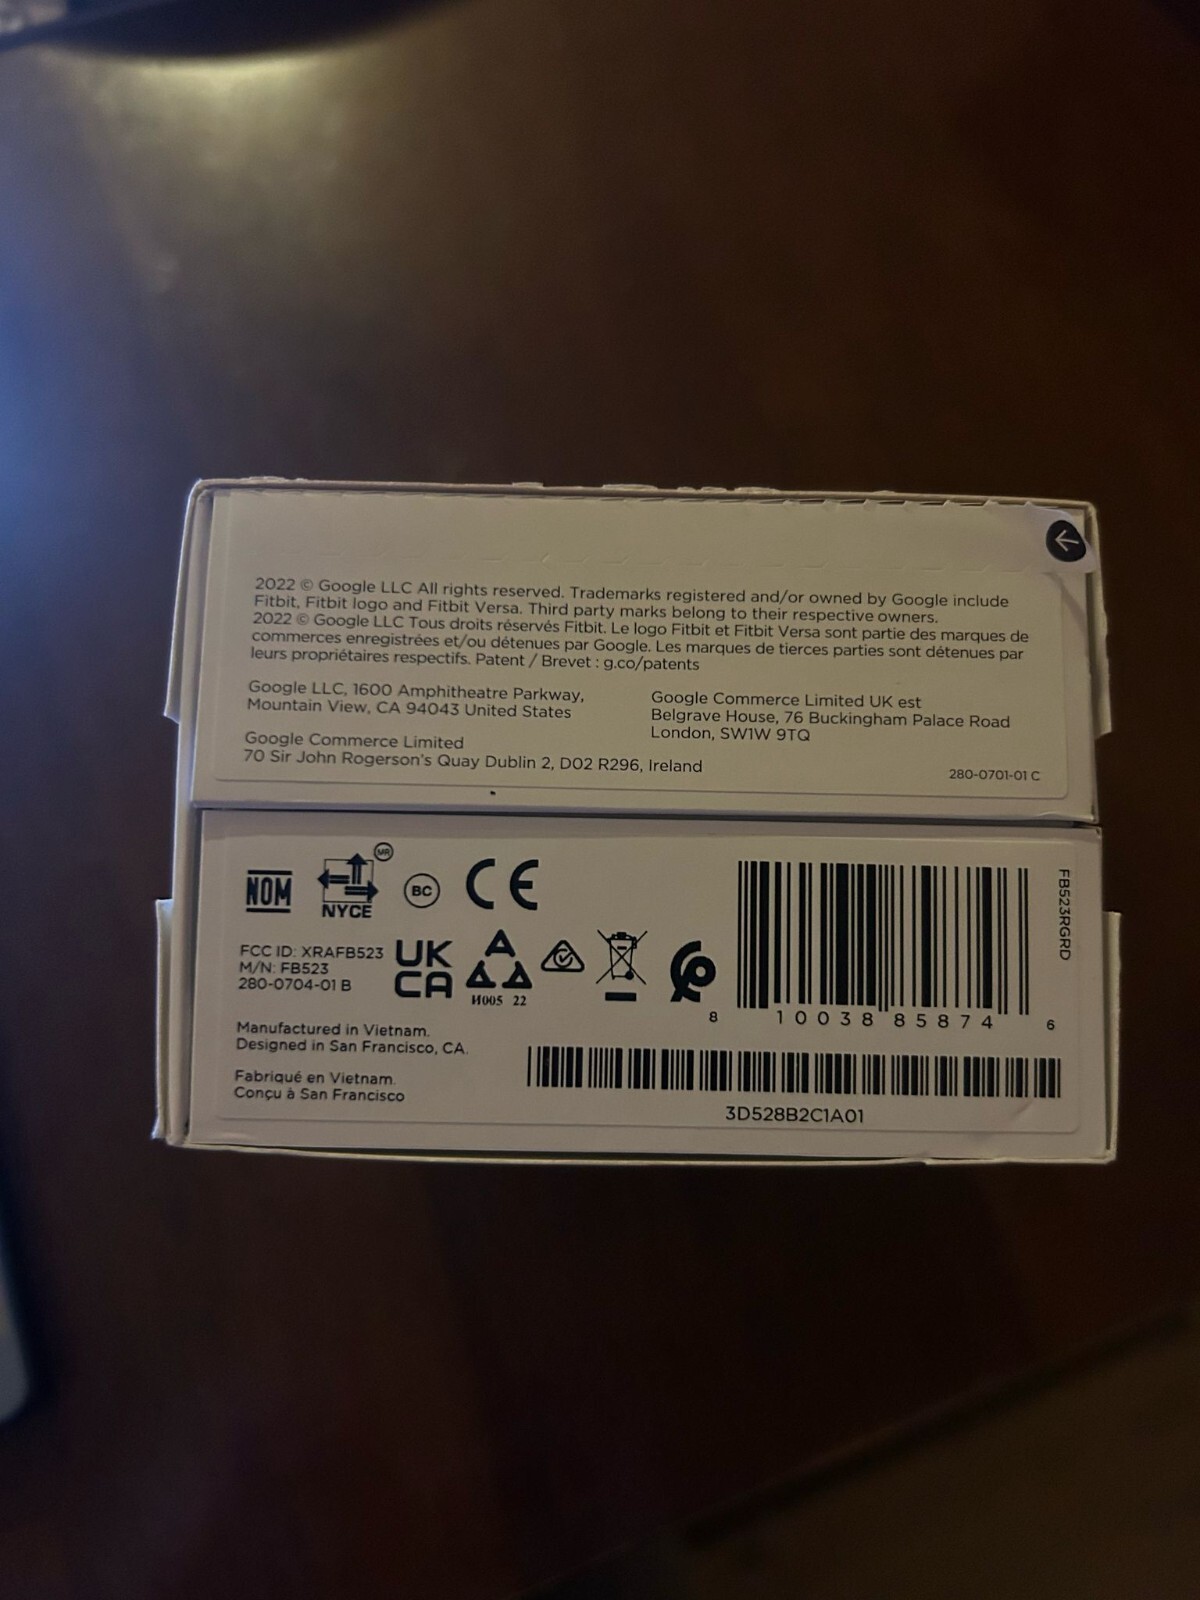 2022 © Google LLC All rights reserved. Trademarks registered and/or owned by Google include
Fitbit, Fitbit logo and Fitbit Versa. Third party marks belong to their respective owners.
2022 © Google LLC Tous droits réservés Fitbit. Le logo Fitbit et Fitbit Versa sont partie des marques de
commerces enregistrées et/ou détenues par Google. Les marques de tierces parties sont détenues par
leurs propriétaires respectifs. Patent / Brevet : g.co/patents
Google LLC, 1600 Amphitheatre Parkway,
Mountain View, CA 94043 United States
Google Commerce Limited
70 Sir John Rogerson's Quay Dublin 2, D02 R296, Ireland
Google Commerce Limited UK est
Belgrave House, 76 Buckingham Palace Road
London, SW1W 9TQ
280-0701-01 C
NOM
NYCE
MR
BC
CE
FCC ID: XRAFB523
M/N: FB523
280-0704-01 B
UK
CA
И005 22
Manufactured in Vietnam.
Designed in San Francisco, CA.
Fabriqué en Vietnam.
Conçu à San Francisco
FB523RGRD
8 10038 85874 6
3D528B2C1A01